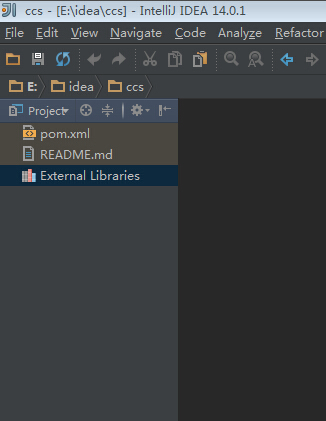 ccs - [E:\idea\ccs] - IntelliJ IDEA 14.0.1
File Edit View Navigate Code Analyze Refactor
E: idea ccs
Project
pom.xml
README.md
External Libraries